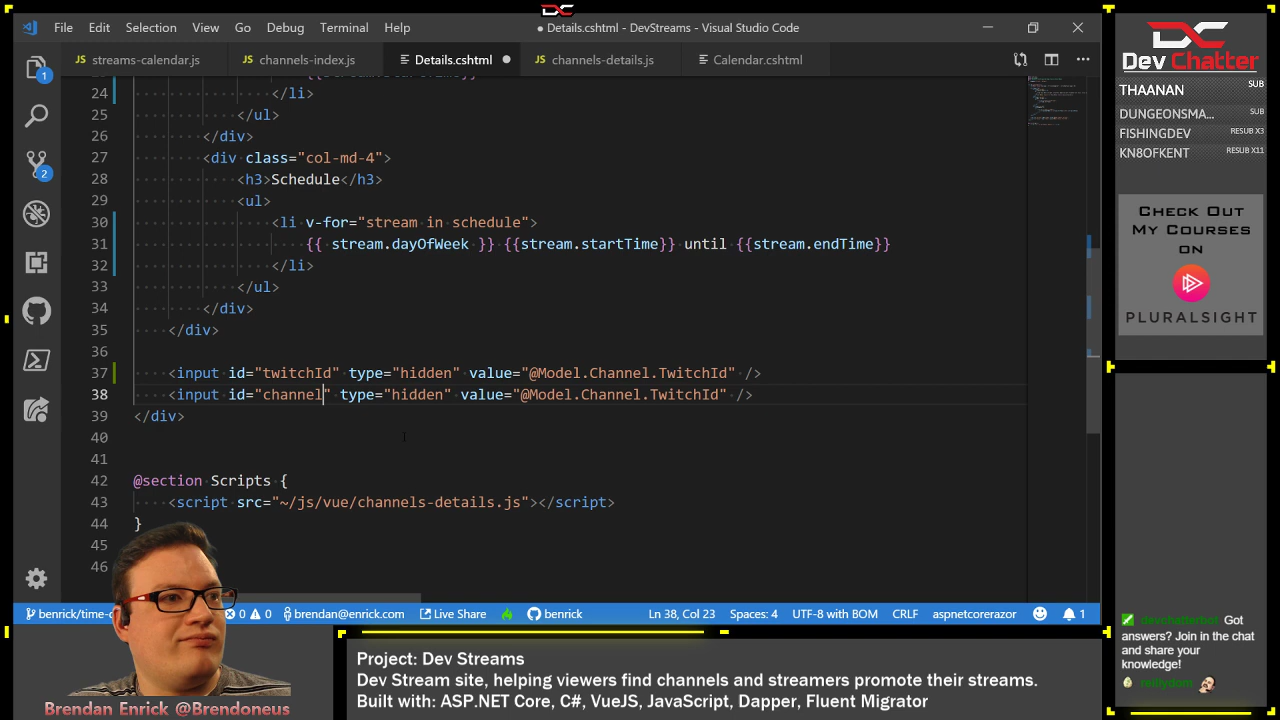 DC
File Edit Selection View Go Debug Terminal Help
● Details.cshtml - DevStreams - Visual Studio Code
JS streams-calendar.js
JS channels-index.js
Details.cshtml ●
JS channels-details.js
Calendar.cshtml
24 </li>
25 </ul>
26 </div>
27 <div class="col-md-4">
28 <h3>Schedule</h3>
29 <ul>
30 <li v-for="stream in schedule">
31 {{ stream.dayOfWeek }} {{stream.startTime}} until {{stream.endTime}}
32 </li>
33 </ul>
34 </div>
35 </div>
36
37 <input id="twitchId" type="hidden" value="@Model.Channel.TwitchId" />
38 <input id="channel" type="hidden" value="@Model.Channel.TwitchId" />
39 </div>
40
41
42 @section Scripts {
43 <script src="~/js/vue/channels-details.js"></script>
44 }
45
46
1
2
benrick/time- 0 0 brendan@enrick.com Live Share benrick Ln 38, Col 23 Spaces: 4 UTF-8 with BOM CRLF aspnetcorerazor 1
Brendan Enrick @Brendoneus
Project: Dev Streams
Dev Stream site, helping viewers find channels and streamers promote their streams.
Built with: ASP.NET Core, C#, VueJS, JavaScript, Dapper, Fluent Migrator
DC
Dev Chatter
THAANAN SUB
DUNGEONSMA... SUB
FISHINGDEV RESUB X3
KN8OFKENT RESUB X11
Check Out
My Courses
on
PLURALSIGHT
devchatterbot Got
answers? Join in the chat
and share your
knowledge!